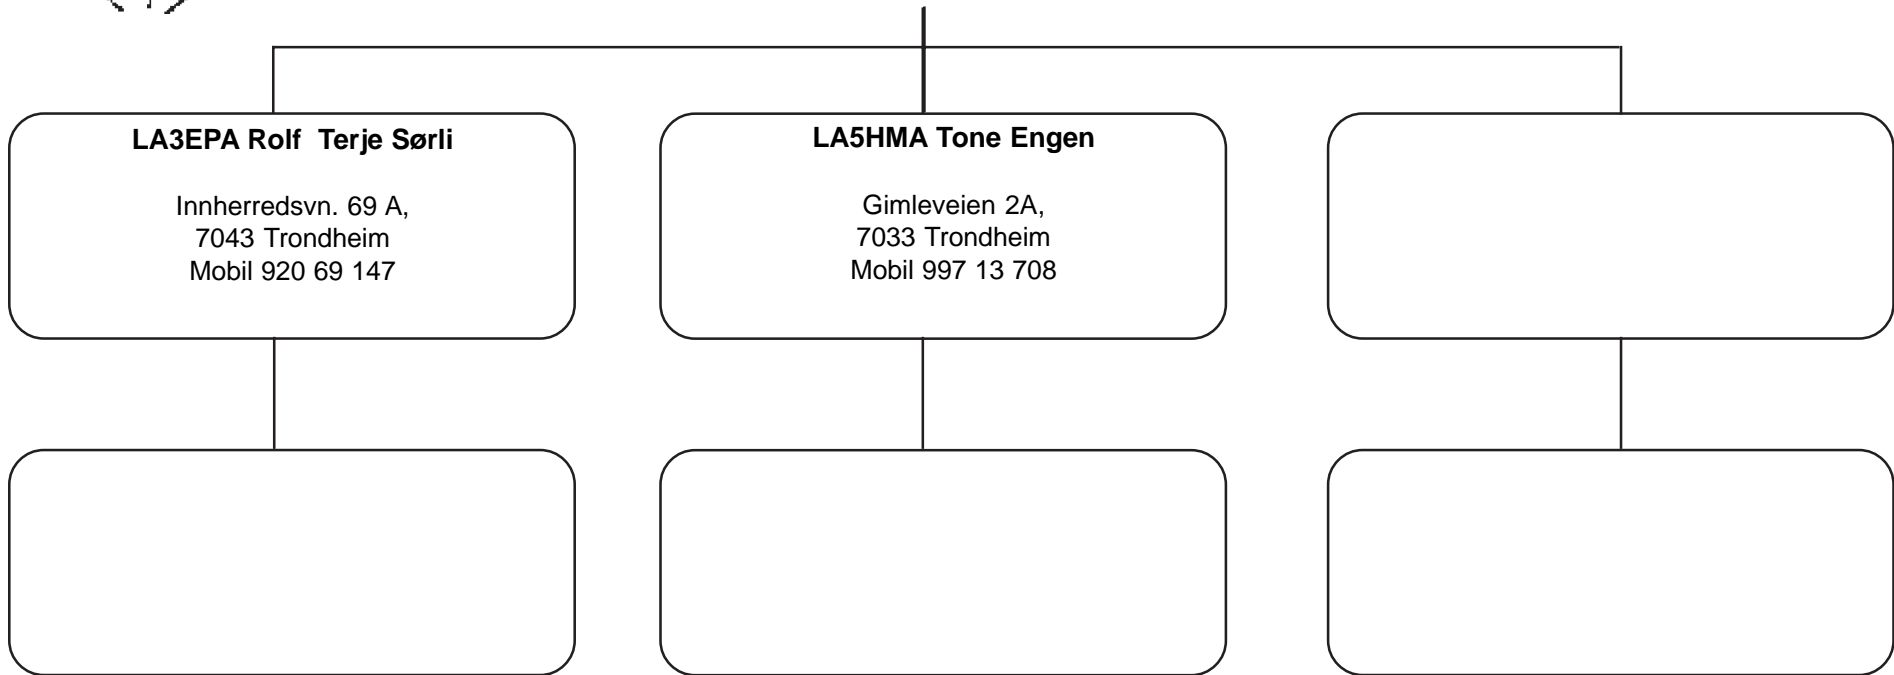 LA3EPA Rolf  Terje Sørli
Innherredsvn. 69 A,
7043 Trondheim
Mobil 920 69 147
LA5HMA Tone Engen
Gimleveien 2A,
7033 Trondheim
Mobil 997 13 708